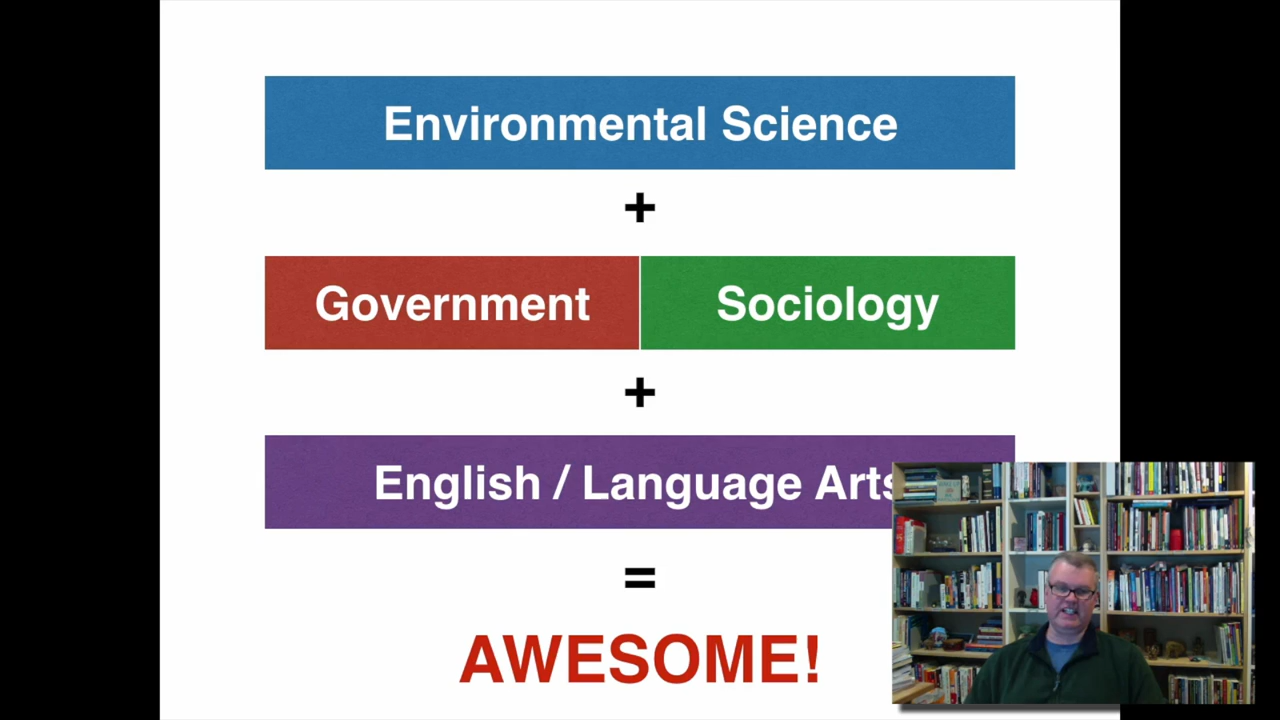 Environmental Science
+
Government Sociology
+
English / Language Arts
=
AWESOME!